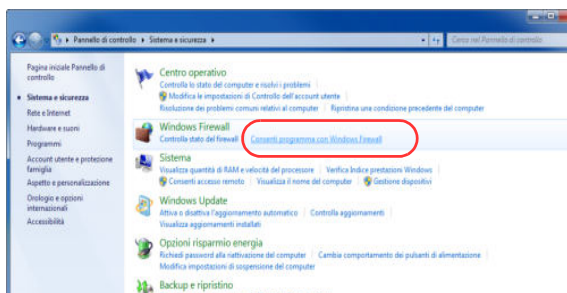 Pannello di controllo Sistema e sicurezza
Cerca nel Pannello di controllo
Pagina iniziale Pannello di
controllo
Sistema e sicurezza
Rete e Internet
Hardware e suoni
Programmi
Account utente e protezione
famiglia
Aspetto e personalizzazione
Orologio e opzioni
internazionali
Accessibilità
Centro operativo
Controlla lo stato del computer e risolvi i problemi
Modifica le impostazioni di Controllo dell'account utente
Risoluzione dei problemi comuni relativi al computer Ripristina una condizione precedente del computer
Windows Firewall
Controlla stato del firewall Consenti programma con Windows Firewall
Sistema
Visualizza quantità di RAM e velocità del processore Verifica Indice prestazioni Windows
Consenti accesso remoto Visualizza il nome del computer Gestione dispositivi
Windows Update
Attiva o disattiva l'aggiornamento automatico Controlla aggiornamenti
Visualizza aggiornamenti installati
Opzioni risparmio energia
Richiedi password alla riattivazione del computer Cambia comportamento dei pulsanti di alimentazione
Modifica impostazioni di sospensione del computer
Backup e ripristino